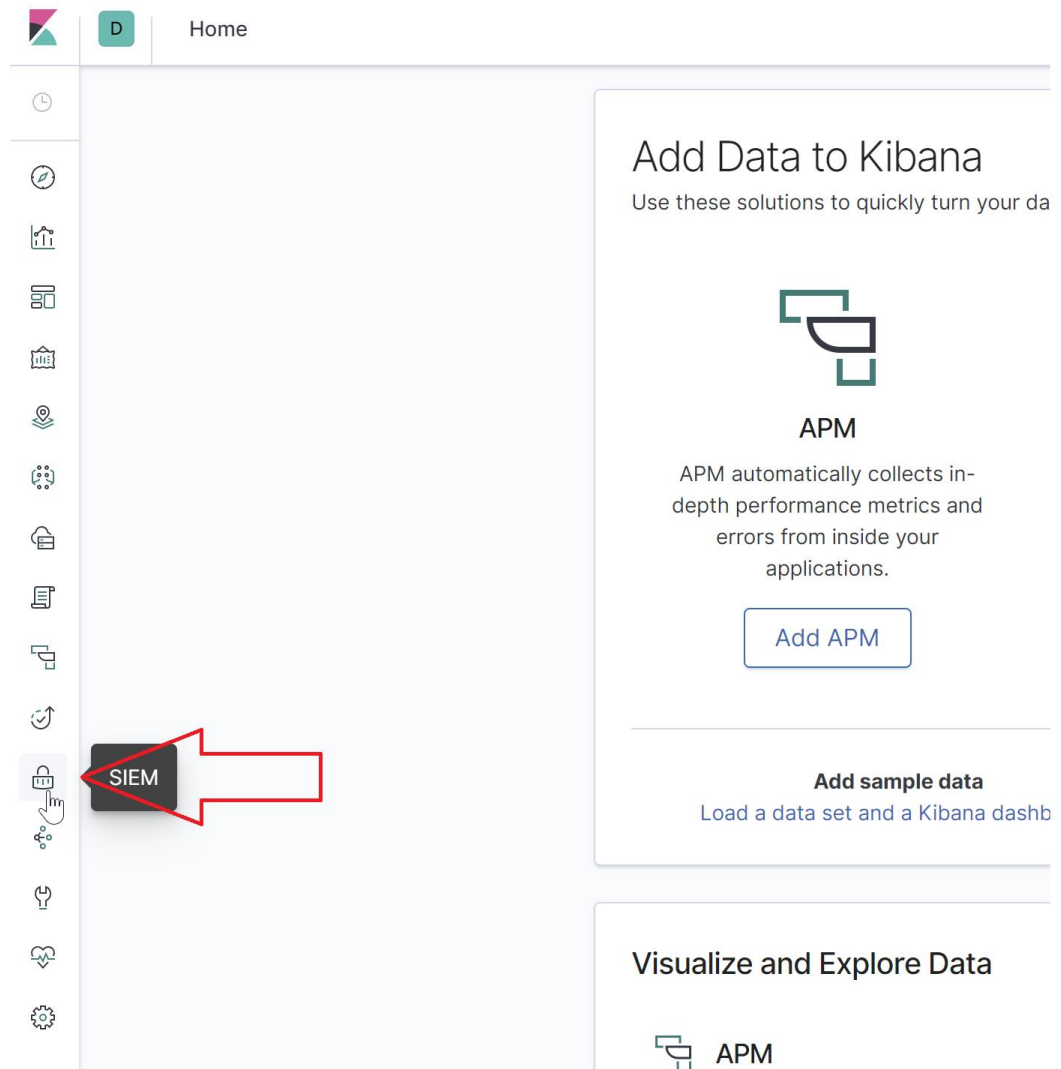 D
Home
Add Data to Kibana
Use these solutions to quickly turn your da
APM
APM automatically collects in-
depth performance metrics and
errors from inside your
applications.
Add APM
SIEM
Add sample data
Load a data set and a Kibana dashb
Visualize and Explore Data
APM